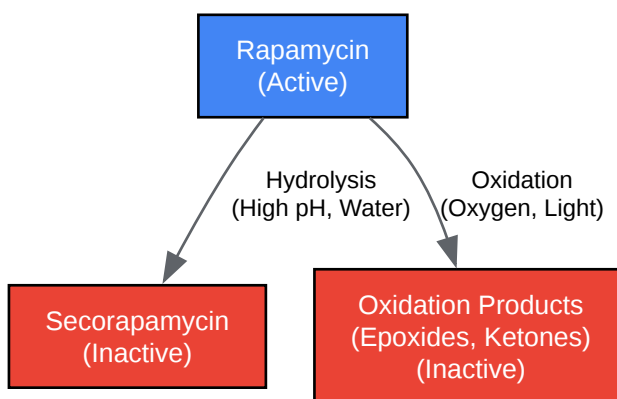 Rapamycin
(Active)
Hydrolysis
(High pH, Water)
Oxidation
(Oxygen, Light)
Secorapamycin
(Inactive)
Oxidation Products
(Epoxides, Ketones)
(Inactive)